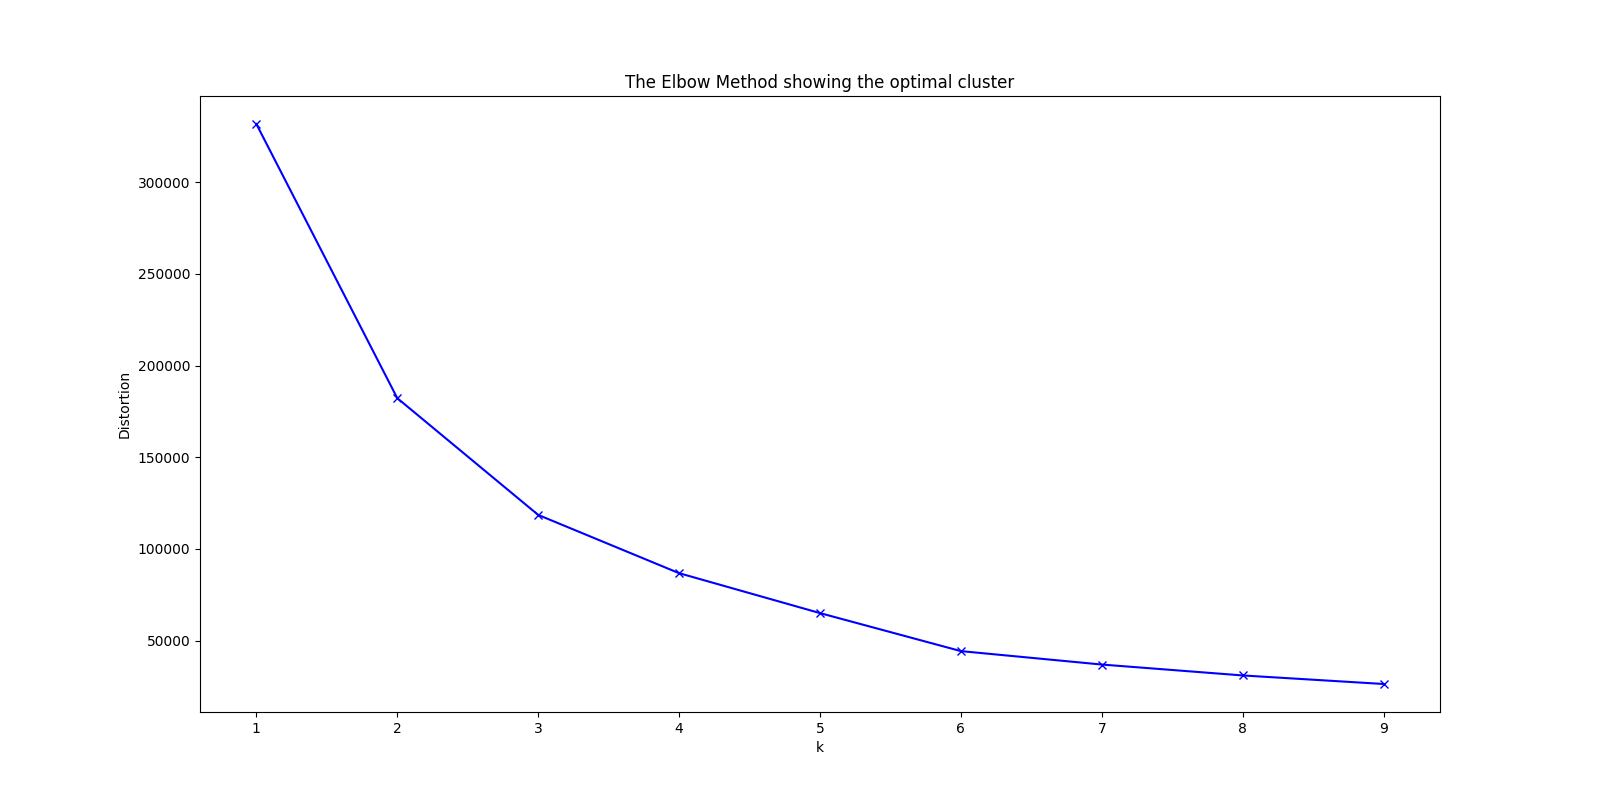 The Elbow Method showing the optimal cluster
300000
250000
200000
150000
100000
50000
Distortion
1 2 3 4 5 6 7 8 9
k